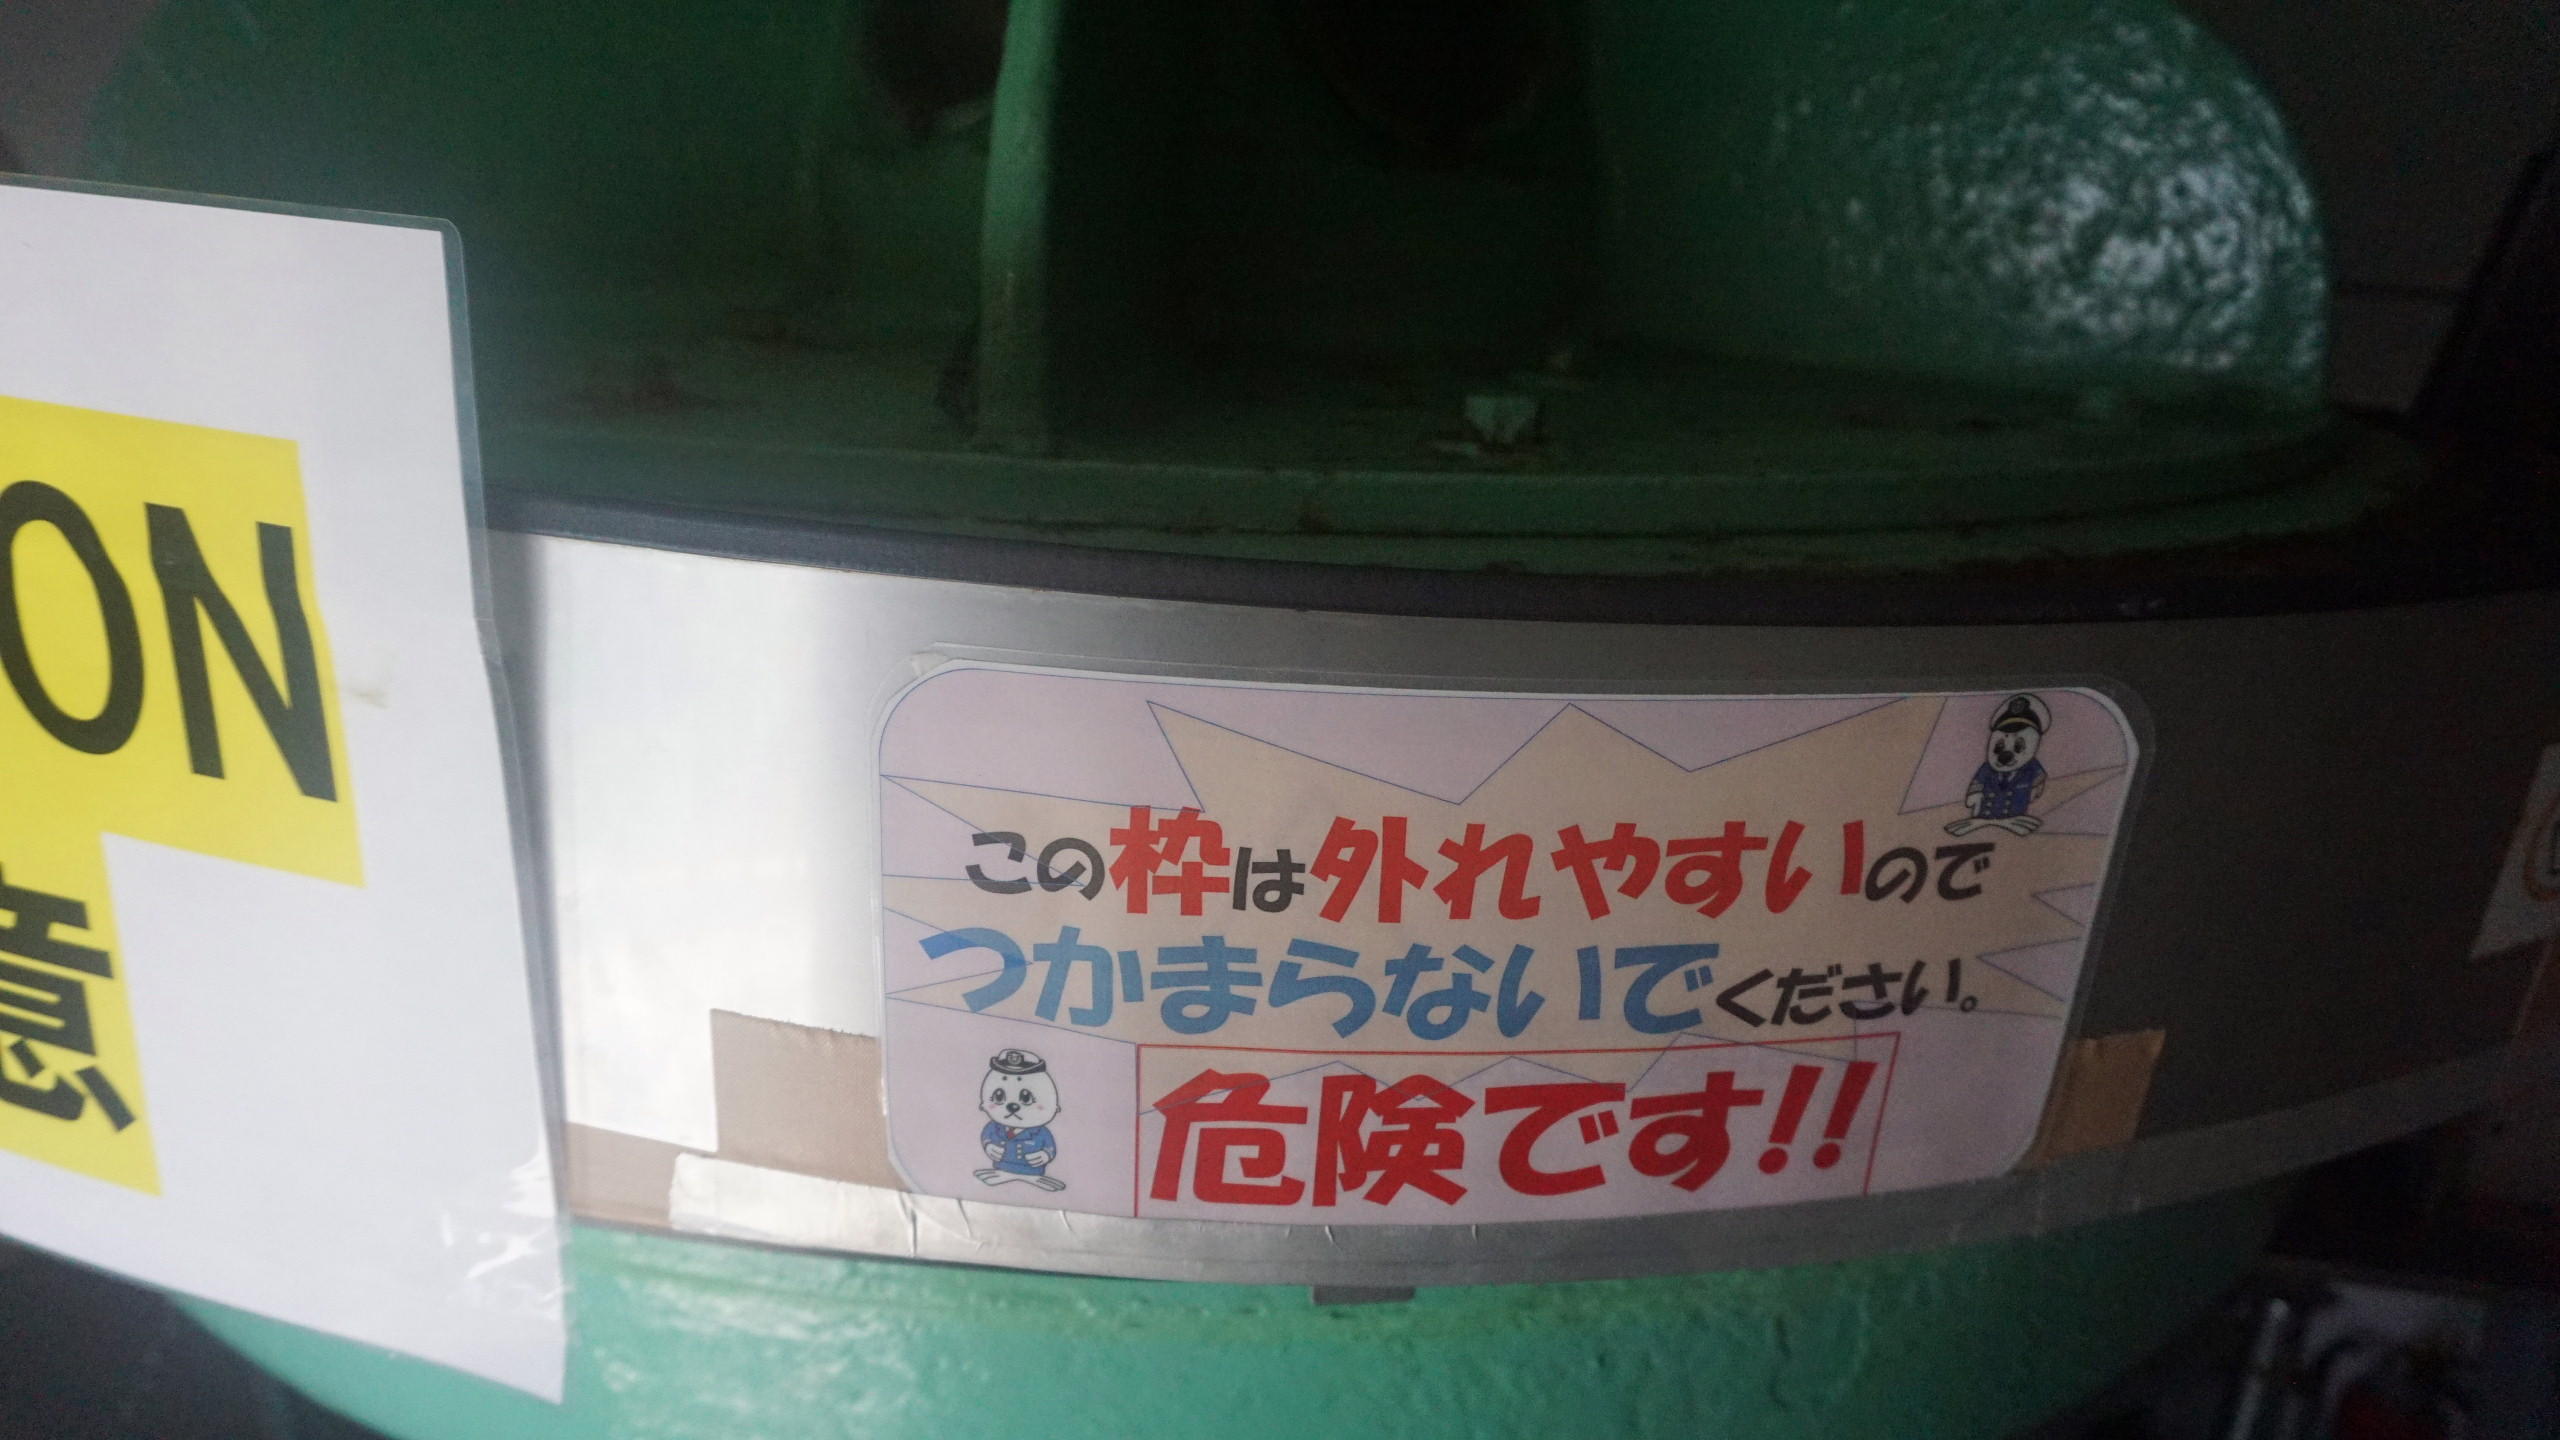 ON
意
この枠は外れやすいので
つかまらないでください。
危険です!!